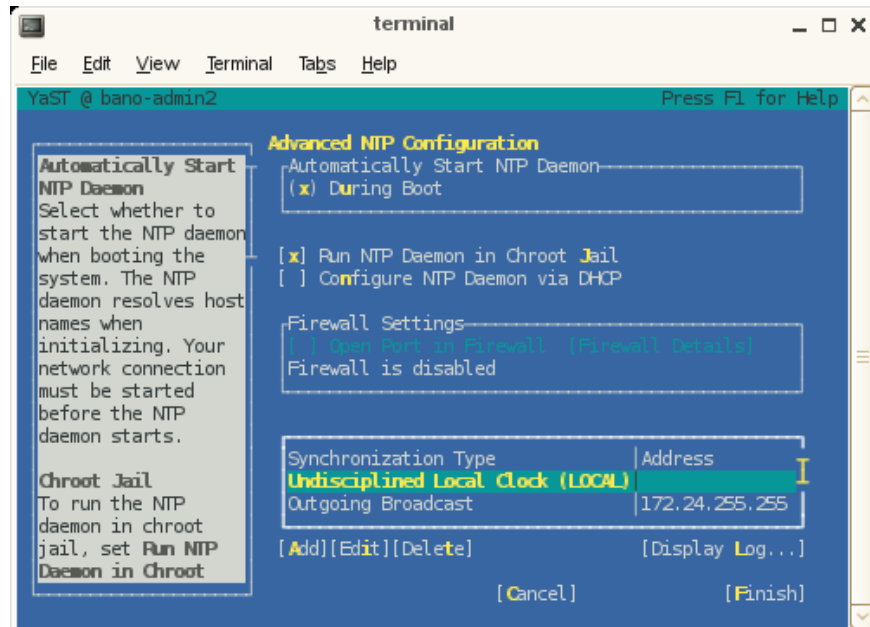 terminal
File Edit View Terminal Tabs Help
YaST @ bano-admin2 Press F1 for Help
Automatically Start
NTP Daemon
Select whether to
start the NTP daemon
when booting the
system. The NTP
daemon resolves host
names when
initializing. Your
network connection
must be started
before the NTP
daemon starts.
Chroot Jail
To run the NTP
daemon in chroot
jail, set Run NTP
Daemon in Chroot
Advanced NTP Configuration
Automatically Start NTP Daemon
(x) During Boot
[x] Run NTP Daemon in Chroot Jail
[ ] Configure NTP Daemon via DHCP
Firewall Settings
[ ] Open Port in Firewall [Firewall Details]
Firewall is disabled
Synchronization Type |Address
Undisciplined Local Clock (LOCAL)|
Outgoing Broadcast |172.24.255.255
[Add][Edit][Delete] [Display Log...]
[Cancel] [Finish]